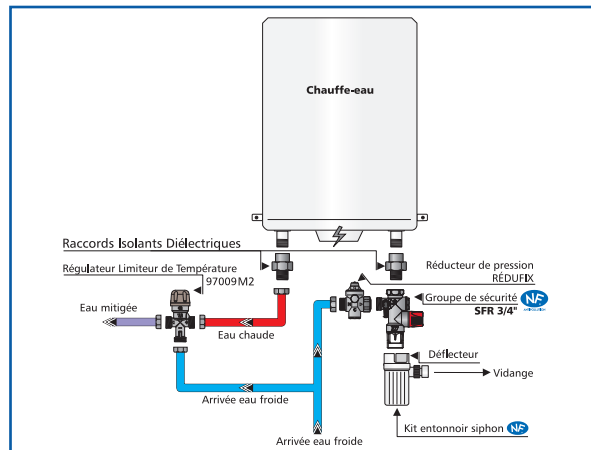 Chauffe-eau
Raccords Isolants Diélectriques
Régulateur Limiteur de Température
97009M2
Réducteur de pression
RÉDUFIX
Eau mitigée
Eau chaude
Groupe de sécurité NF
SFR 3/4"
Déflecteur
Vidange
Arrivée eau froide
Kit entonnoir siphon NF
Arrivée eau froide